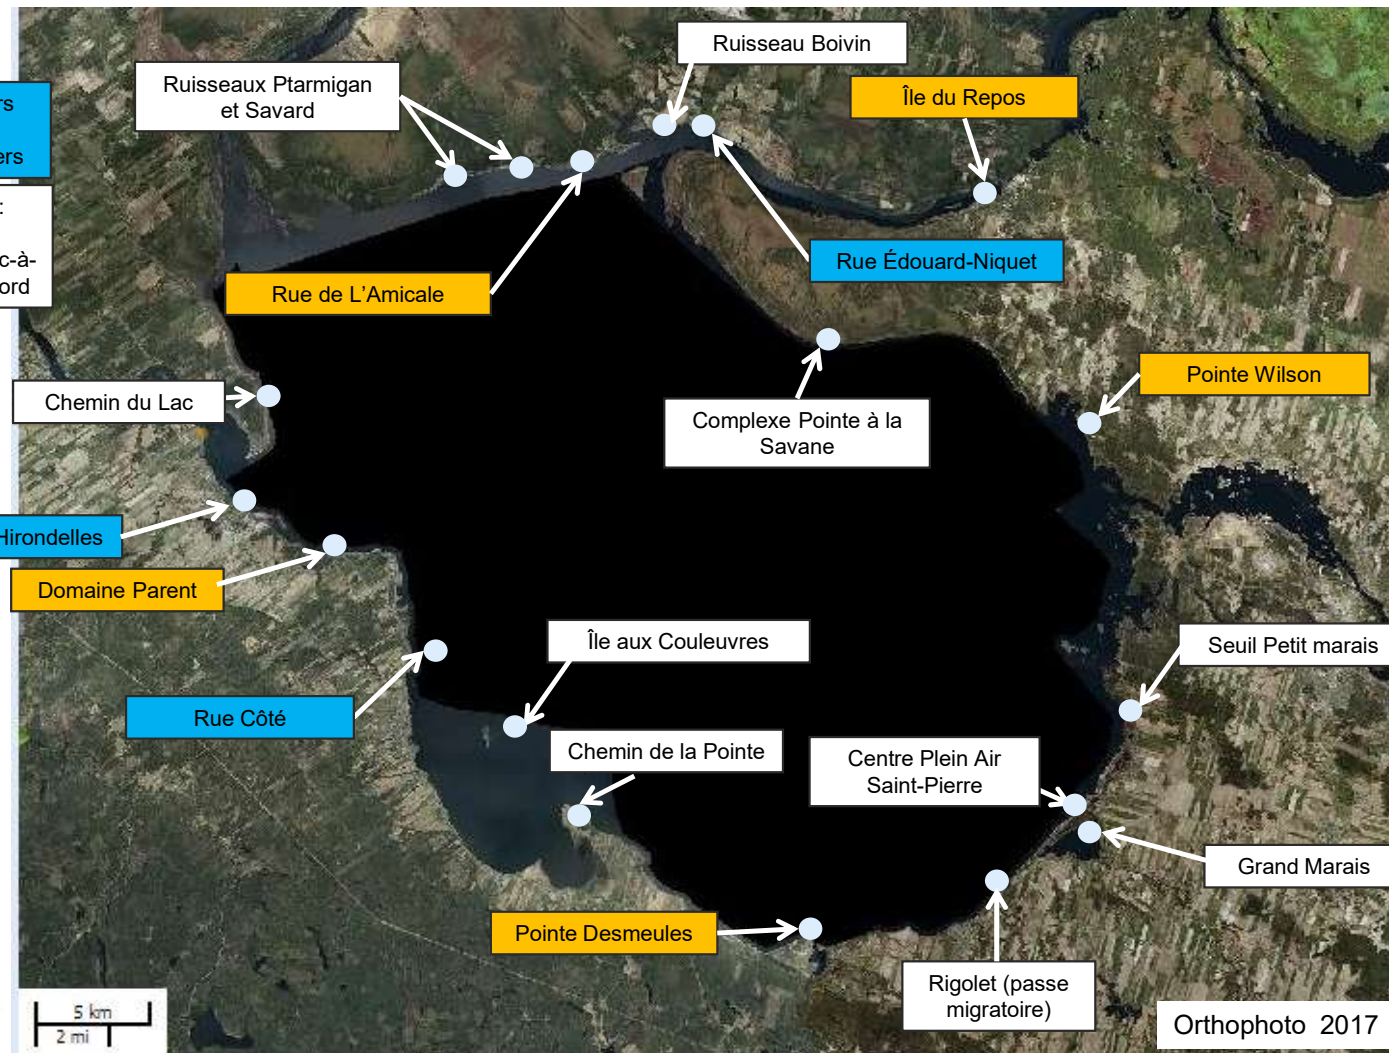 Ruisseau Boivin
Ruisseaux Ptarmigan
et Savard
Île du Repos
Rue Édouard-Niquet
Rue de L'Amicale
Pointe Wilson
Chemin du Lac
Complexe Pointe à la
Savane
Hirondelles
Domaine Parent
Île aux Couleuvres
Seuil Petit marais
Rue Côté
Chemin de la Pointe
Centre Plein Air
Saint-Pierre
Grand Marais
Pointe Desmeules
Rigolet (passe
migratoire)
5 km
2 mi
Orthophoto 2017